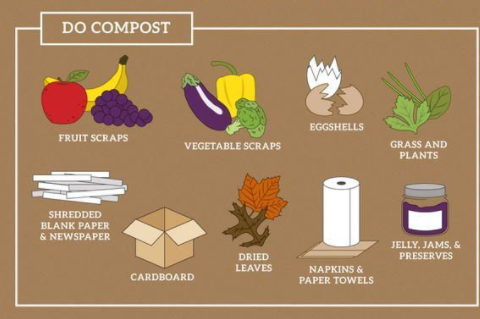 DO COMPOST
FRUIT SCRAPS
VEGETABLE SCRAPS
EGGSHELLS
GRASS AND
PLANTS
SHREDDED
BLANK PAPER
& NEWSPAPER
CARDBOARD
DRIED
LEAVES
NAPKINS &
PAPER TOWELS
JELLY, JAMS, &
PRESERVES